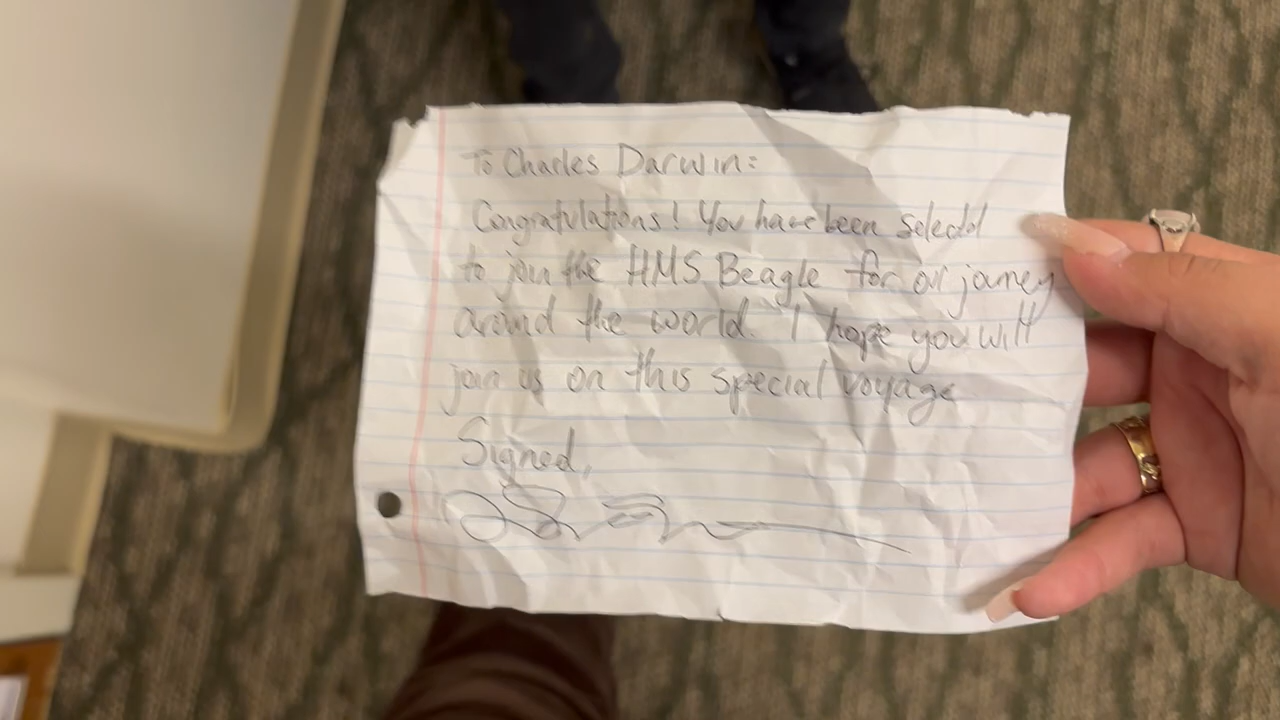 To Charles Darwin:
Congratulations! You have been selectd
to join the HMS Beagle for our journey
around the world. I hope you will
join us on this special voyage
Signed,